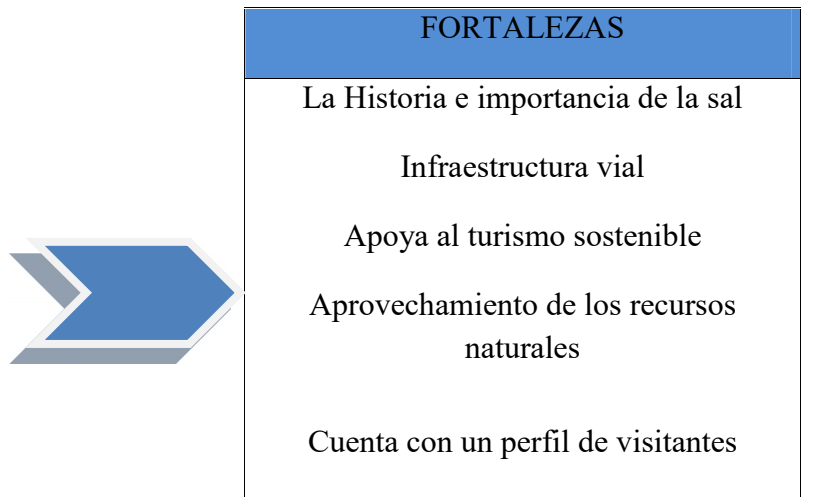 FORTALEZAS
La Historia e importancia de la sal
Infraestructura vial
Apoya al turismo sostenible
Aprovechamiento de los recursos
naturales
Cuenta con un perfil de visitantes